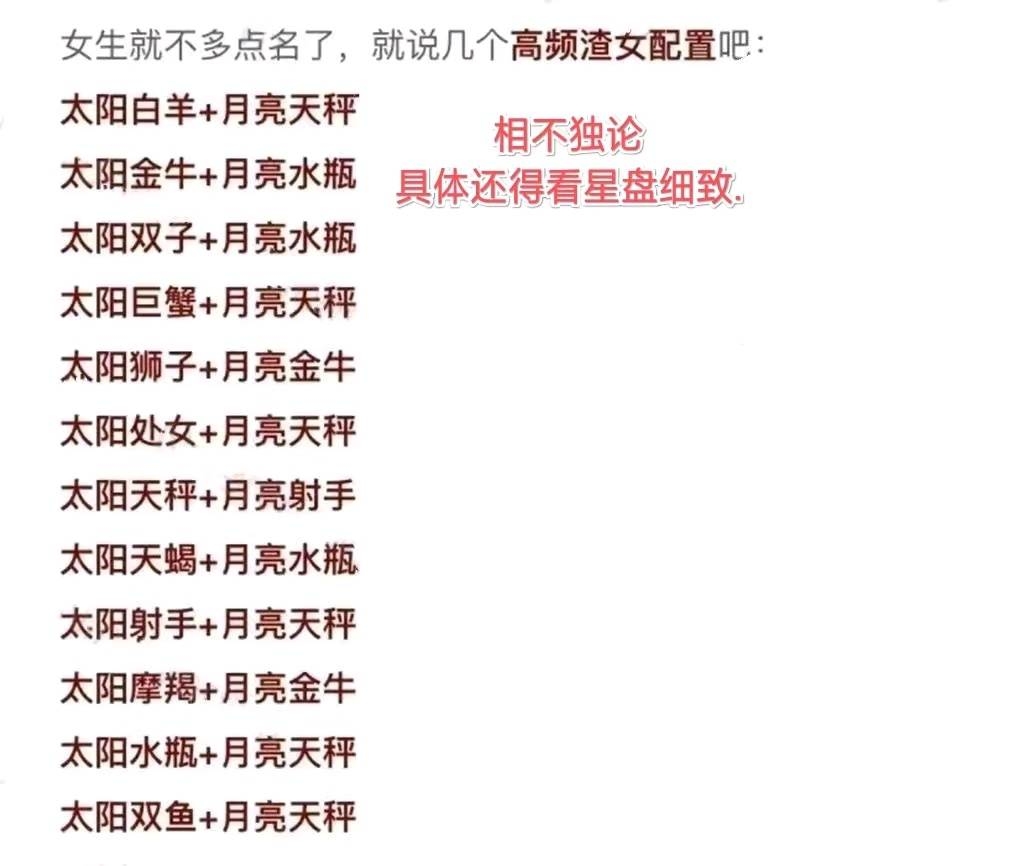 女生就不多点名了，就说几个高频渣女配置吧：
太阳白羊+月亮天秤
相不独论
太阳金牛+月亮水瓶
具体还得看星盘细致.
太阳双子+月亮水瓶
太阳巨蟹+月亮天秤
太阳狮子+月亮金牛
太阳处女+月亮天秤
太阳天秤+月亮射手
太阳天蝎+月亮水瓶
太阳射手+月亮天秤
太阳摩羯+月亮金牛
太阳水瓶+月亮天秤
太阳双鱼+月亮天秤